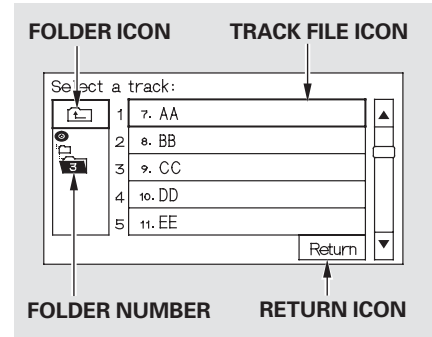 FOLDER ICON TRACK FILE ICON
Select a track:
1 7. AA
2 8. BB
3 3 9. CC
4 10. DD
5 11. EE
Return
FOLDER NUMBER RETURN ICON